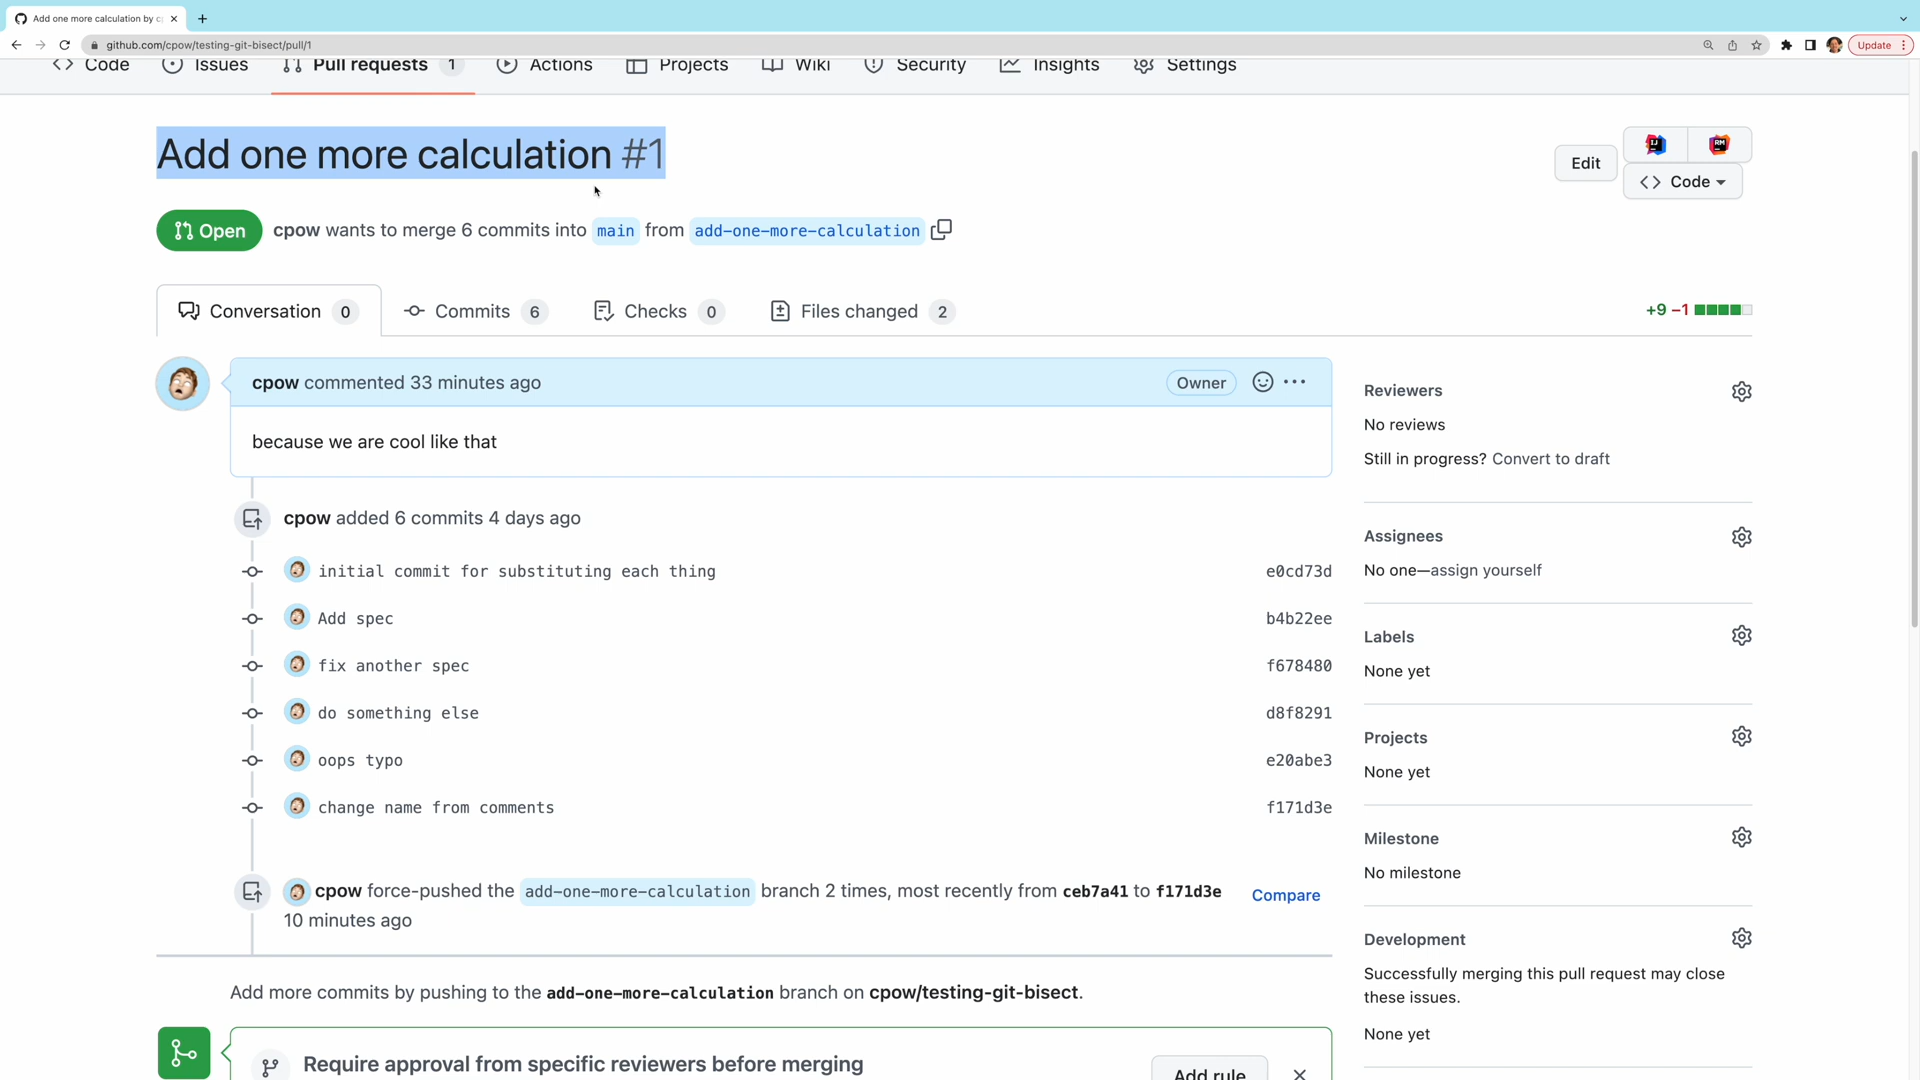 Add one more calculation by c
github.com/cpow/testing-git-bisect/pull/1
Update
Code
Issues
Pull requests 1
Actions
Projects
Wiki
Security
Insights
Settings
Add one more calculation #1
Edit
Code
Open
cpow wants to merge 6 commits into main from add-one-more-calculation
Conversation 0
Commits 6
Checks 0
Files changed 2
+9 −1
cpow commented 33 minutes ago
Owner
because we are cool like that
cpow added 6 commits 4 days ago
initial commit for substituting each thing e0cd73d
Add spec b4b22ee
fix another spec f678480
do something else d8f8291
oops typo e20abe3
change name from comments f171d3e
cpow force-pushed the add-one-more-calculation branch 2 times, most recently from ceb7a41 to f171d3e
10 minutes ago
Compare
Add more commits by pushing to the add-one-more-calculation branch on cpow/testing-git-bisect.
Require approval from specific reviewers before merging
Add rule
Reviewers
No reviews
Still in progress? Convert to draft
Assignees
No one—assign yourself
Labels
None yet
Projects
None yet
Milestone
No milestone
Development
Successfully merging this pull request may close
these issues.
None yet